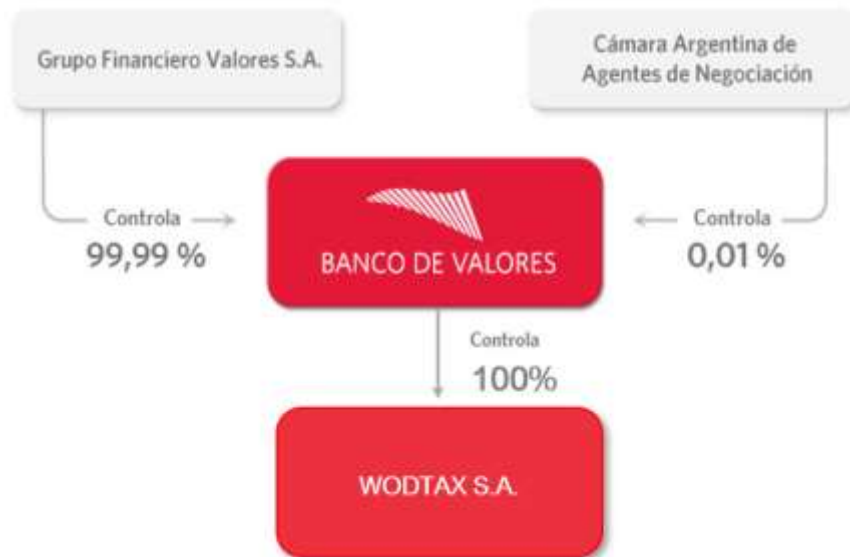 Grupo Financiero Valores S.A.
Cámara Argentina de
Agentes de Negociación
Controla
99,99 %
BANCO DE VALORES
Controla
0,01 %
Controla
100%
WODTAX S.A.